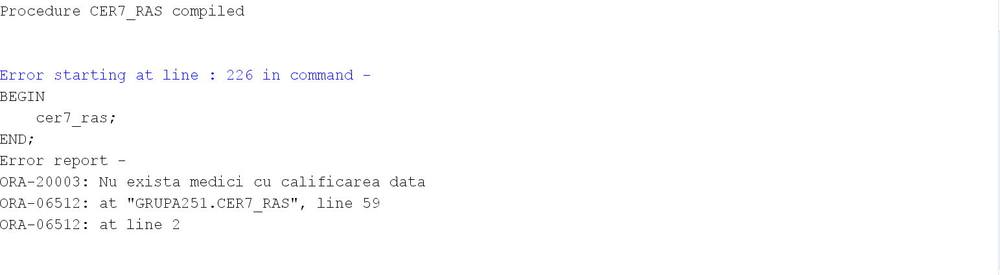 Procedure CER7_RAS compiled
Error starting at line : 226 in command -
BEGIN
    cer7_ras;
END;
Error report -
ORA-20003: Nu exista medici cu calificarea data
ORA-06512: at "GRUPA251.CER7_RAS", line 59
ORA-06512: at line 2